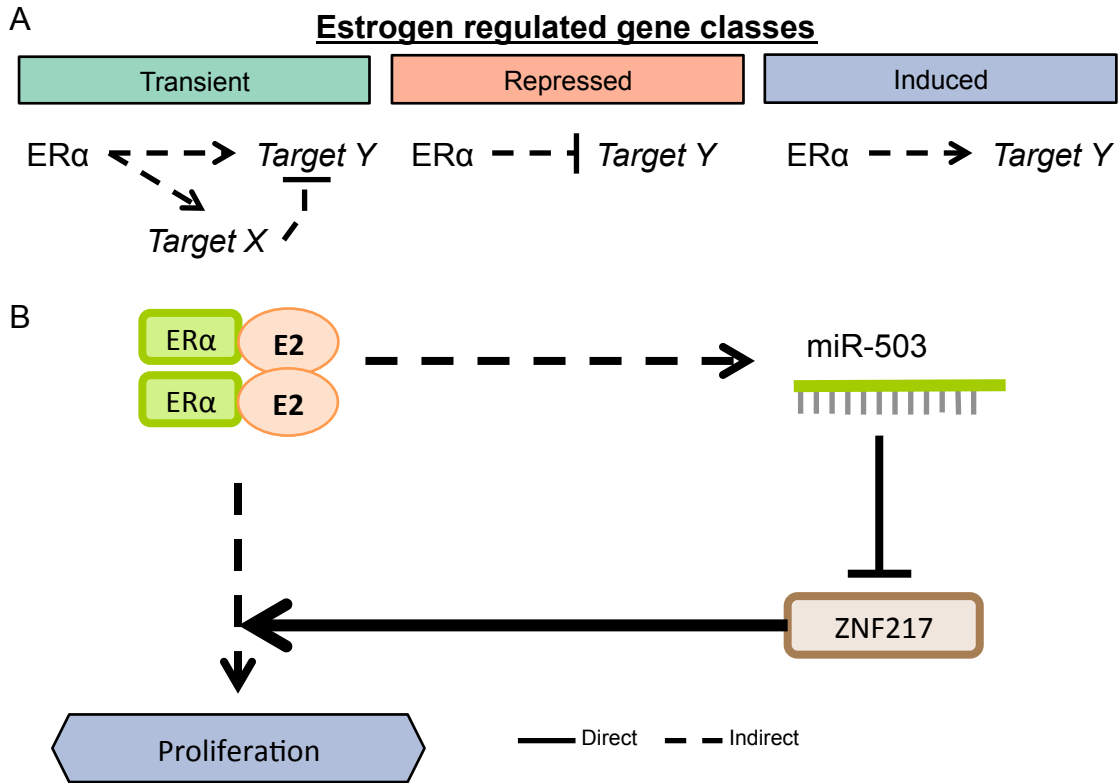 A
Estrogen regulated gene classes
Transient
Repressed
Induced
ERα
Target Y
Target X
ERα
Target Y
ERα
Target Y
B
ERα
E2
ERα
E2
miR-503
ZNF217
Proliferation
Direct
Indirect